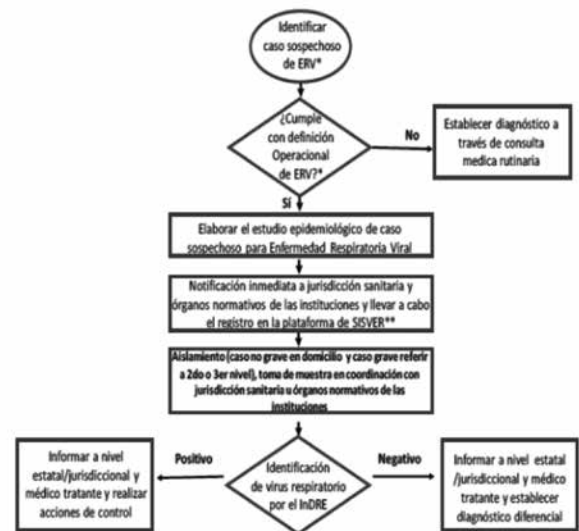 Identificar
caso sospechoso
de ERV*
¿Cumple
con definición
Operacional
de ERV?*
No
Establecer diagnóstico a
través de consulta
medica rutinaria
Sí
Elaborar el estudio epidemiológico de caso
sospechoso para Enfermedad Respiratoria Viral
Notificación inmediata a jurisdicción sanitaria y
órganos normativos de las instituciones y llevar a cabo
el registro en la plataforma de SISVER**
Aislamiento (caso no grave en domicilio y caso grave referir
a 2do o 3er nivel), toma de muestra en coordinación con
jurisdicción sanitaria u órganos normativos de las
instituciones
Positivo
Informar a nivel
estatal/jurisdiccional y
médico tratante y realizar
acciones de control
Identificación
de virus respiratorio
por el InDRE
Negativo
Informar a nivel estatal
/jurisdiccional y médico
tratante y establecer
diagnóstico diferencial